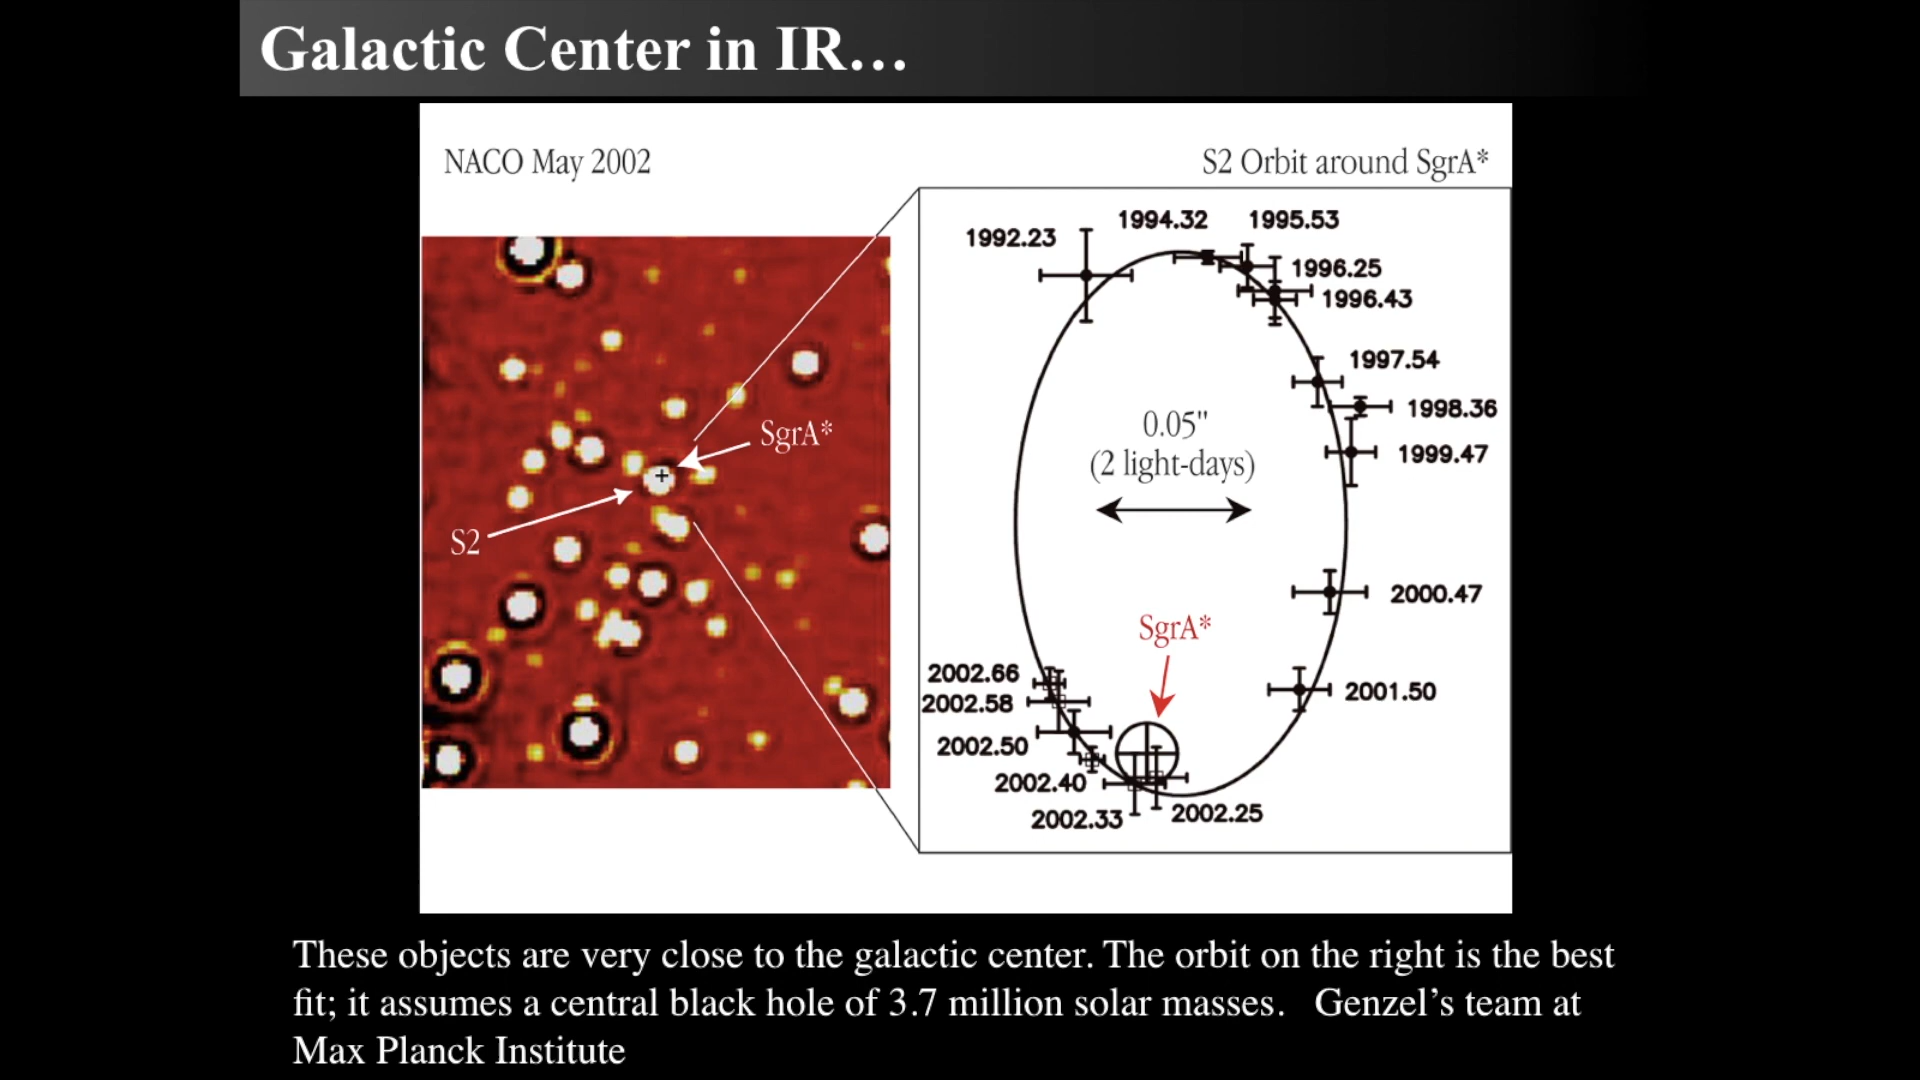 Galactic Center in IR…
NACO May 2002
S2 Orbit around SgrA*
1992.23
1994.32
1995.53
1996.25
1996.43
1997.54
1998.36
1999.47
0.05"
(2 light-days)
SgrA*
S2
2000.47
SgrA*
2001.50
2002.66
2002.58
2002.50
2002.40
2002.33
2002.25
These objects are very close to the galactic center. The orbit on the right is the best
fit; it assumes a central black hole of 3.7 million solar masses.   Genzel’s team at
Max Planck Institute